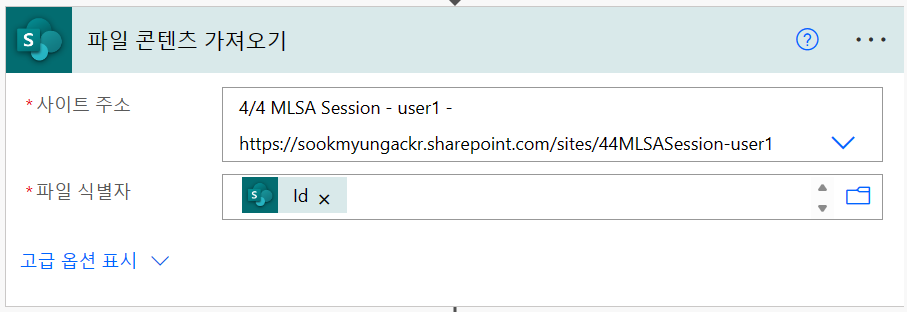 파일 콘텐츠 가져오기
* 사이트 주소
4/4 MLSA Session - user1 -
https://sookmyungackr.sharepoint.com/sites/44MLSASession-user1
* 파일 식별자
Id ×
고급 옵션 표시